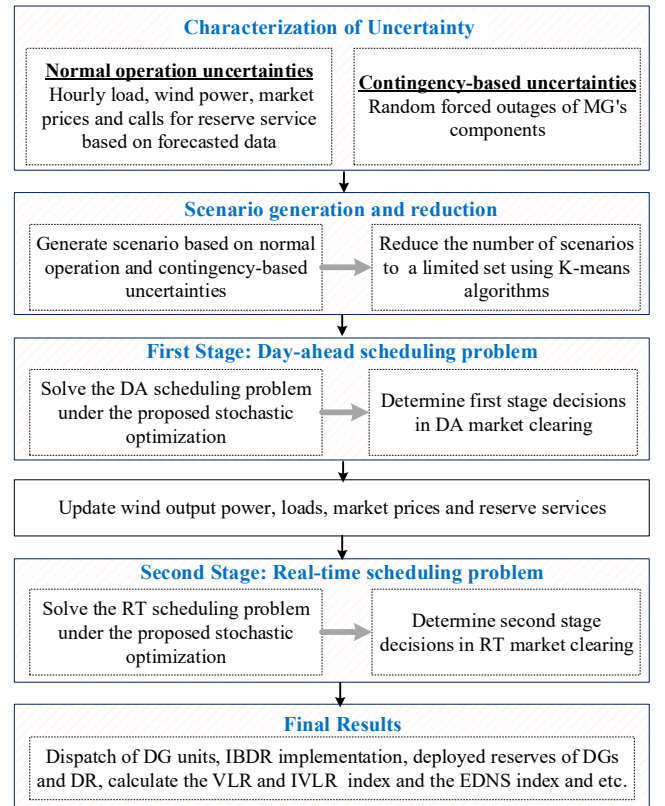 Characterization of Uncertainty
Normal operation uncertainties
Hourly load, wind power, market
prices and calls for reserve service
based on forecasted data
Contingency-based uncertainties
Random forced outages of MG's
components
Scenario generation and reduction
Generate scenario based on normal
operation and contingency-based
uncertainties
Reduce the number of scenarios
to a limited set using K-means
algorithms
First Stage: Day-ahead scheduling problem
Solve the DA scheduling problem
under the proposed stochastic
optimization
Determine first stage decisions
in DA market clearing
Update wind output power, loads, market prices and reserve services
Second Stage: Real-time scheduling problem
Solve the RT scheduling problem
under the proposed stochastic
optimization
Determine second stage
decisions in RT market clearing
Final Results
Dispatch of DG units, IBDR implementation, deployed reserves of DGs
and DR, calculate the VLR and IVLR index and the EDNS index and etc.